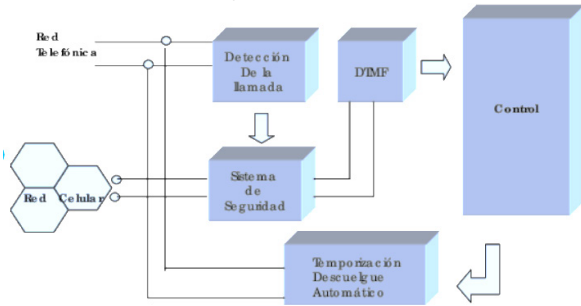 Red
Telefónica
Detección
De la
llamada
DTMF
Control
Sistema
de
Seguridad
Red Celular
Temporización
Descuelgue
Automático